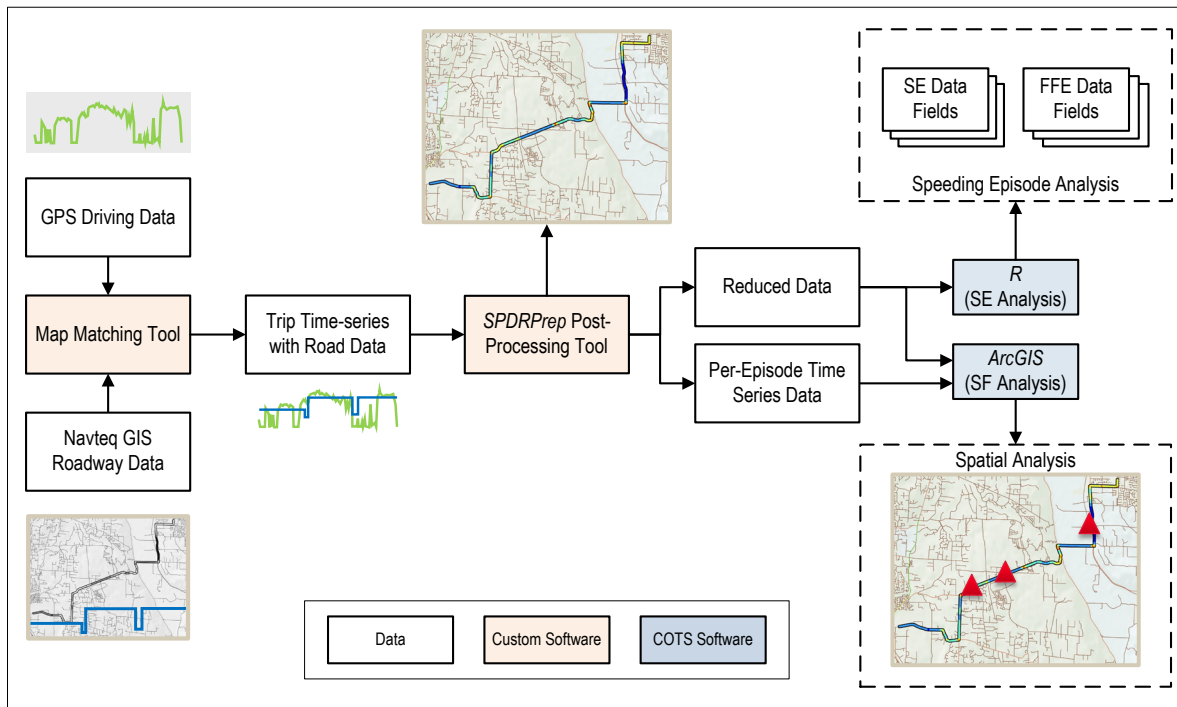 GPS Driving Data
Map Matching Tool
Navteq GIS
Roadway Data
Trip Time-series
with Road Data
SPDRPrep Post-
Processing Tool
Reduced Data
Per-Episode Time
Series Data
SE Data
Fields
FFE Data
Fields
Speeding Episode Analysis
R
(SE Analysis)
ArcGIS
(SF Analysis)
Spatial Analysis
Data
Custom Software
COTS Software